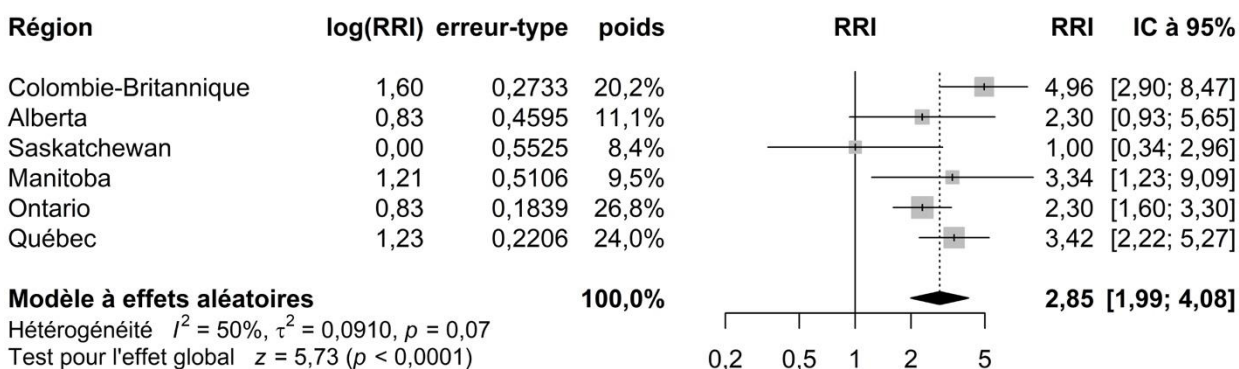 Région log(RRI) erreur-type poids RRI RRI IC à 95%
Colombie-Britannique 1,60 0,2733 20,2% 4,96 [2,90; 8,47]
Alberta 0,83 0,4595 11,1% 2,30 [0,93; 5,65]
Saskatchewan 0,00 0,5525 8,4% 1,00 [0,34; 2,96]
Manitoba 1,21 0,5106 9,5% 3,34 [1,23; 9,09]
Ontario 0,83 0,1839 26,8% 2,30 [1,60; 3,30]
Québec 1,23 0,2206 24,0% 3,42 [2,22; 5,27]
Modèle à effets aléatoires 100,0% 2,85 [1,99; 4,08]
Hétérogénéité I² = 50%, τ² = 0,0910, p = 0,07
Test pour l'effet global z = 5,73 (p < 0,0001)
0,2 0,5 1 2 5